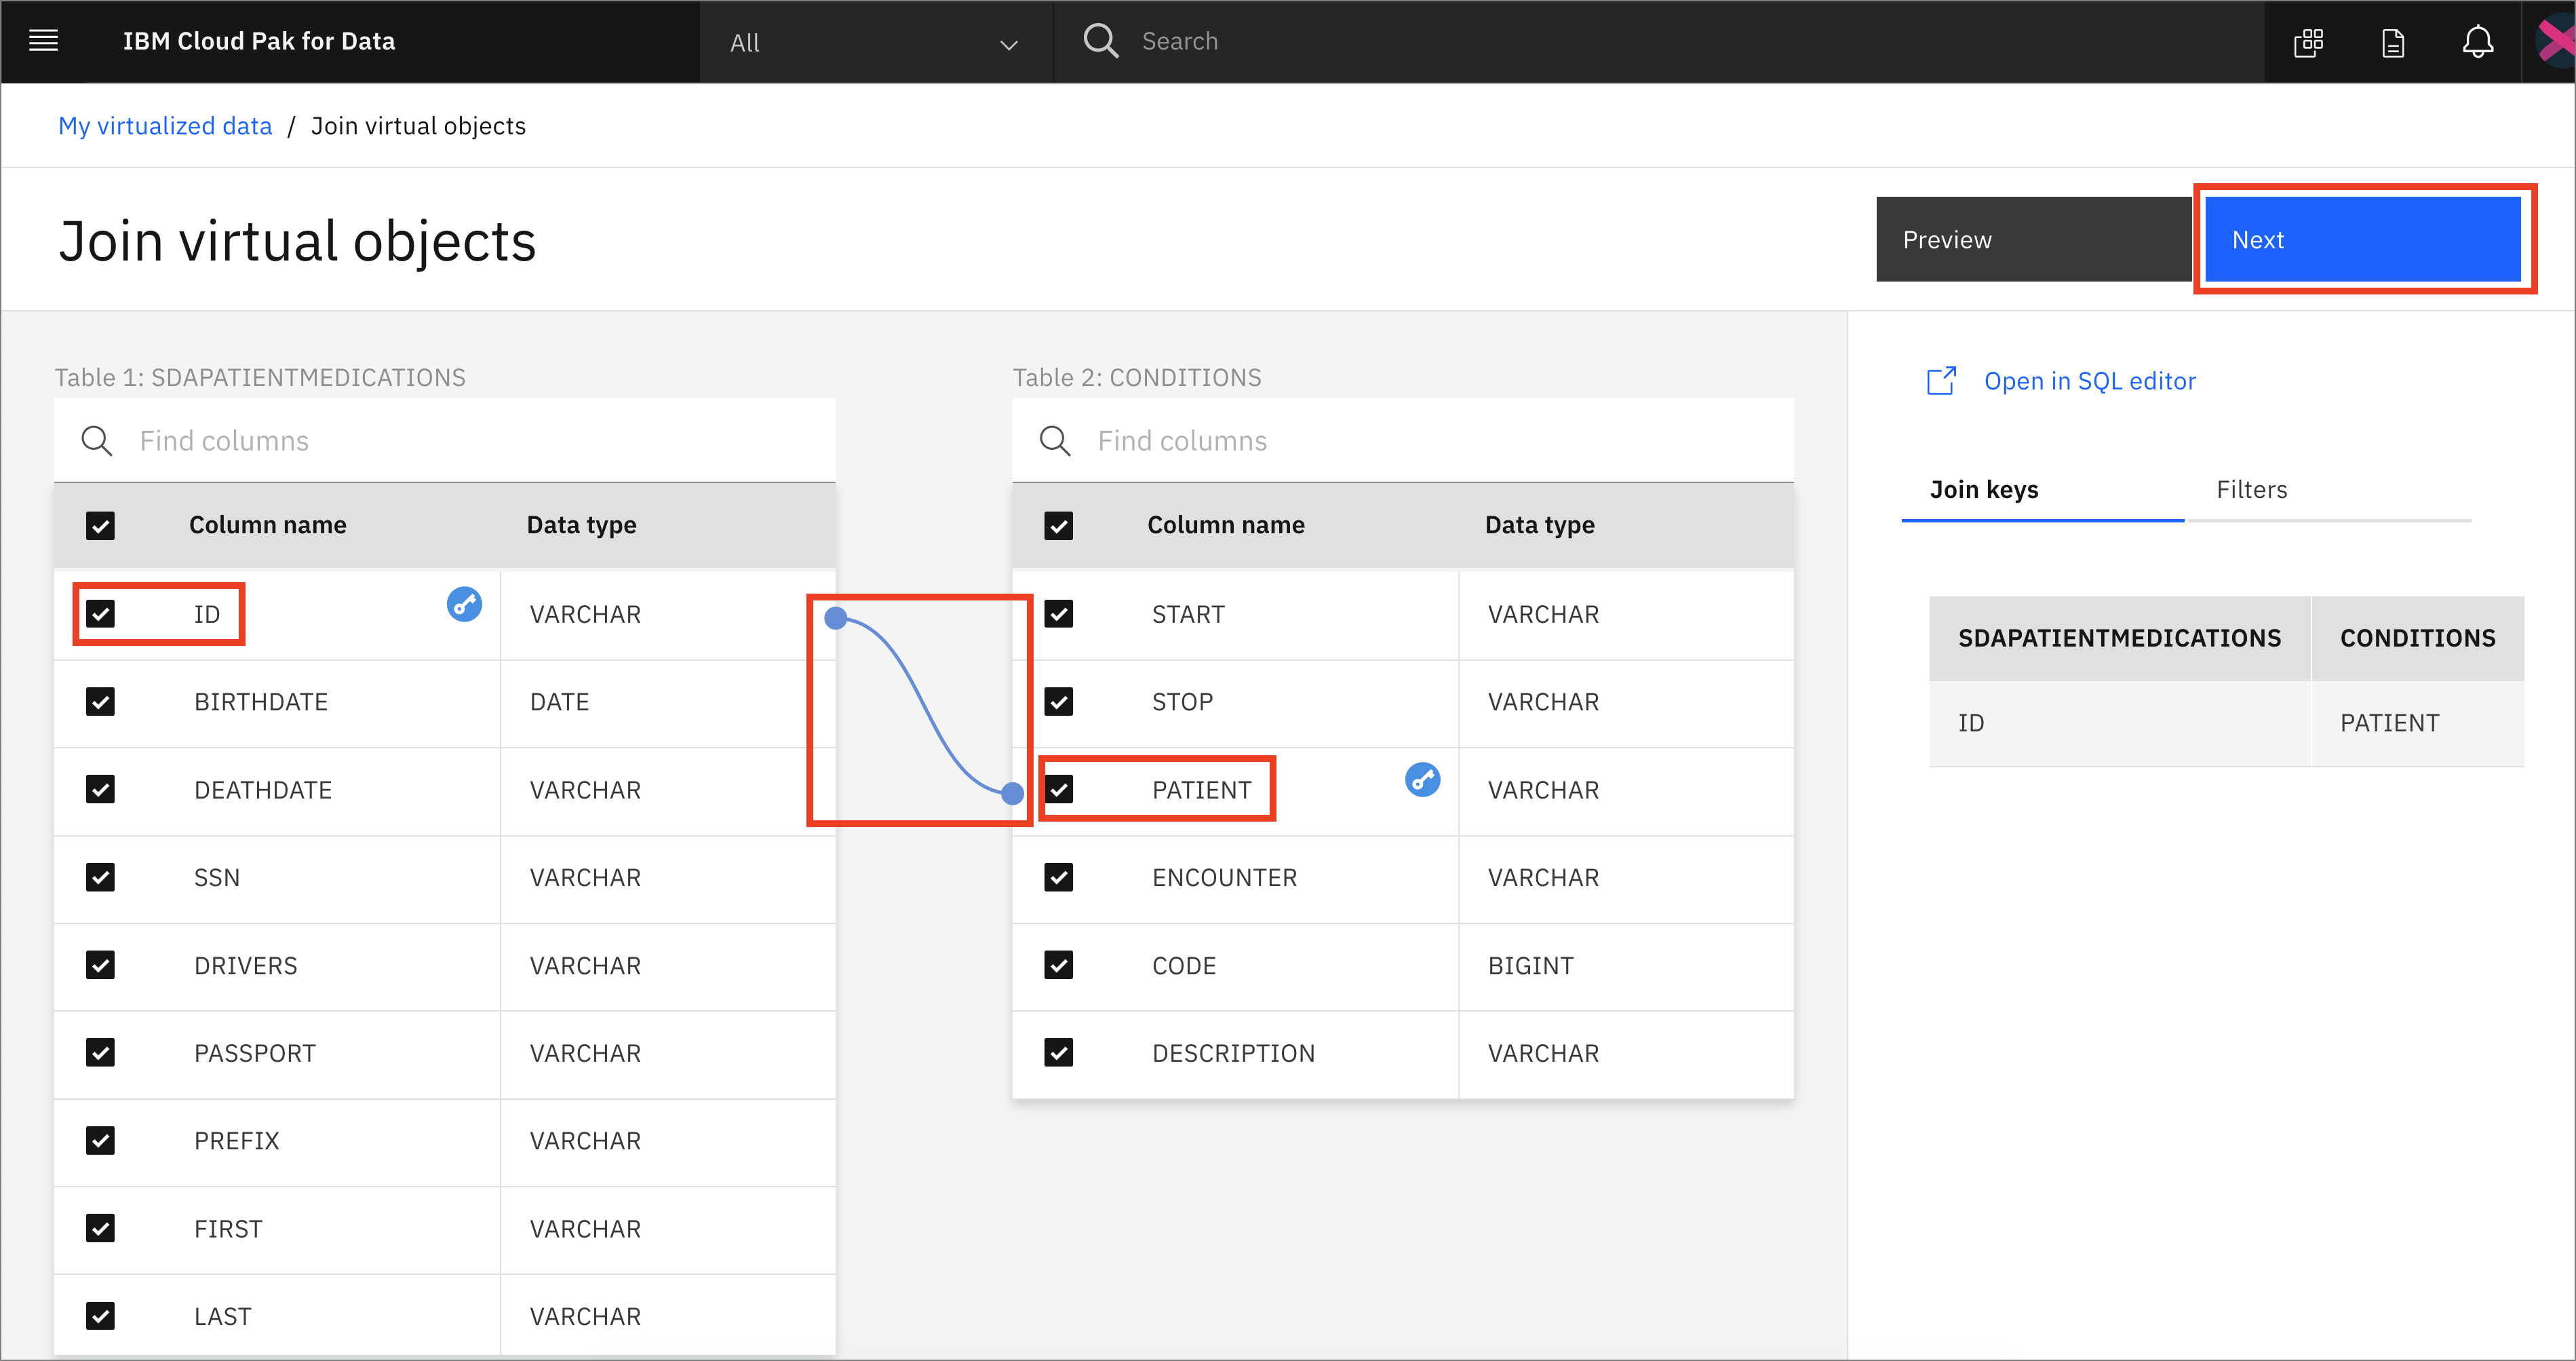 IBM Cloud Pak for Data
All
Search
My virtualized data / Join virtual objects
Join virtual objects
Preview
Next
Table 1: SDAPATIENTMEDICATIONS
Find columns
Column name Data type
ID VARCHAR
BIRTHDATE DATE
DEATHDATE VARCHAR
SSN VARCHAR
DRIVERS VARCHAR
PASSPORT VARCHAR
PREFIX VARCHAR
FIRST VARCHAR
LAST VARCHAR
Table 2: CONDITIONS
Find columns
Column name Data type
START VARCHAR
STOP VARCHAR
PATIENT VARCHAR
ENCOUNTER VARCHAR
CODE BIGINT
DESCRIPTION VARCHAR
Open in SQL editor
Join keys Filters
SDAPATIENTMEDICATIONS CONDITIONS
ID PATIENT